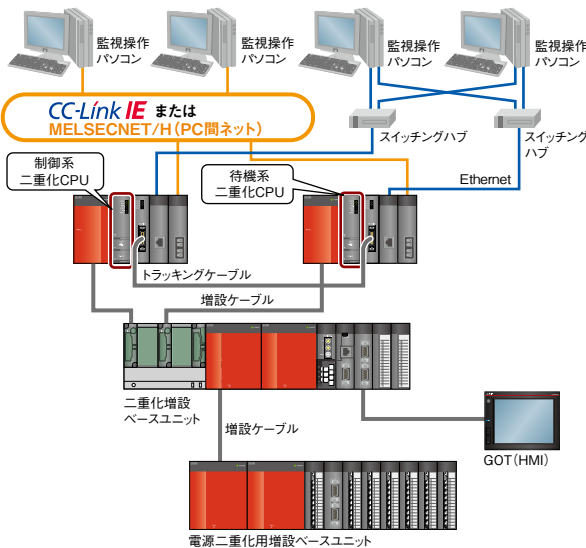 監視操作
パソコン
監視操作
パソコン
監視操作
パソコン
監視操作
パソコン
CC-Link IE または
MELSECNET/H（PC間ネット）
スイッチングハブ
スイッチング
ハブ
制御系
二重化CPU
待機系
二重化CPU
Ethernet
トラッキングケーブル
増設ケーブル
二重化増設
ベースユニット
増設ケーブル
GOT（HMI）
電源二重化用増設ベースユニット